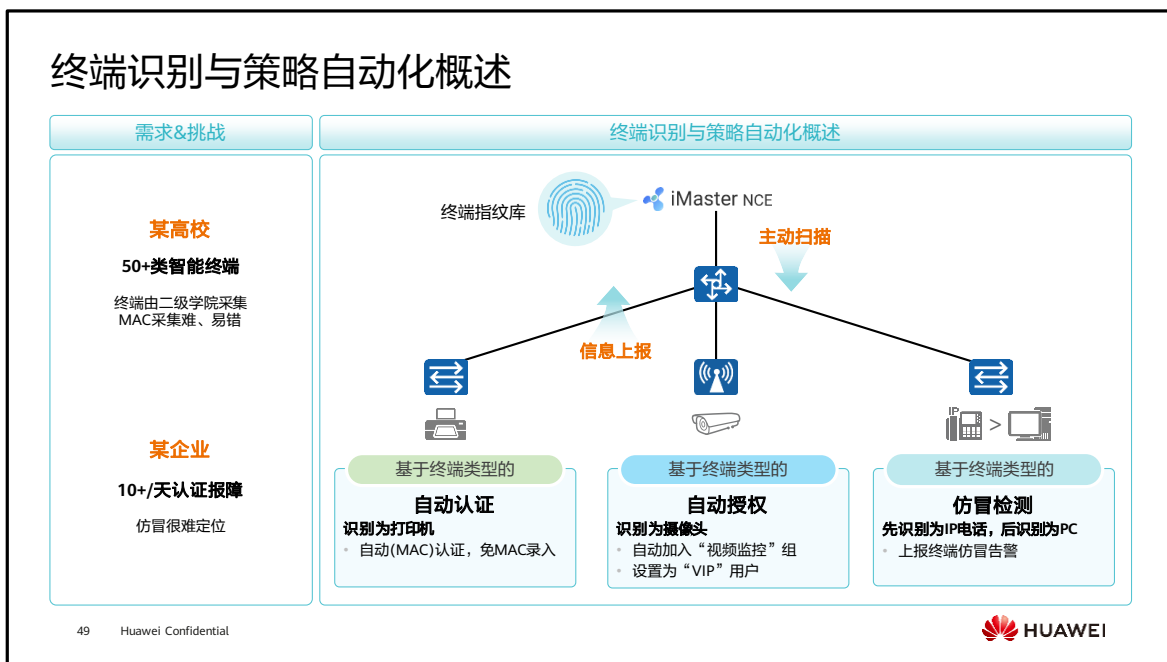 终端识别与策略自动化概述
需求&挑战
终端识别与策略自动化概述
某高校
50+类智能终端
终端由二级学院采集
MAC采集难、易错
某企业
10+/天认证报障
仿冒很难定位
终端指纹库
iMaster NCE
主动扫描
信息上报
IP
>
基于终端类型的
自动认证
识别为打印机
• 自动(MAC)认证，免MAC录入
基于终端类型的
自动授权
识别为摄像头
• 自动加入“视频监控”组
• 设置为“VIP”用户
基于终端类型的
仿冒检测
先识别为IP电话，后识别为PC
• 上报终端仿冒告警
49 Huawei Confidential
HUAWEI